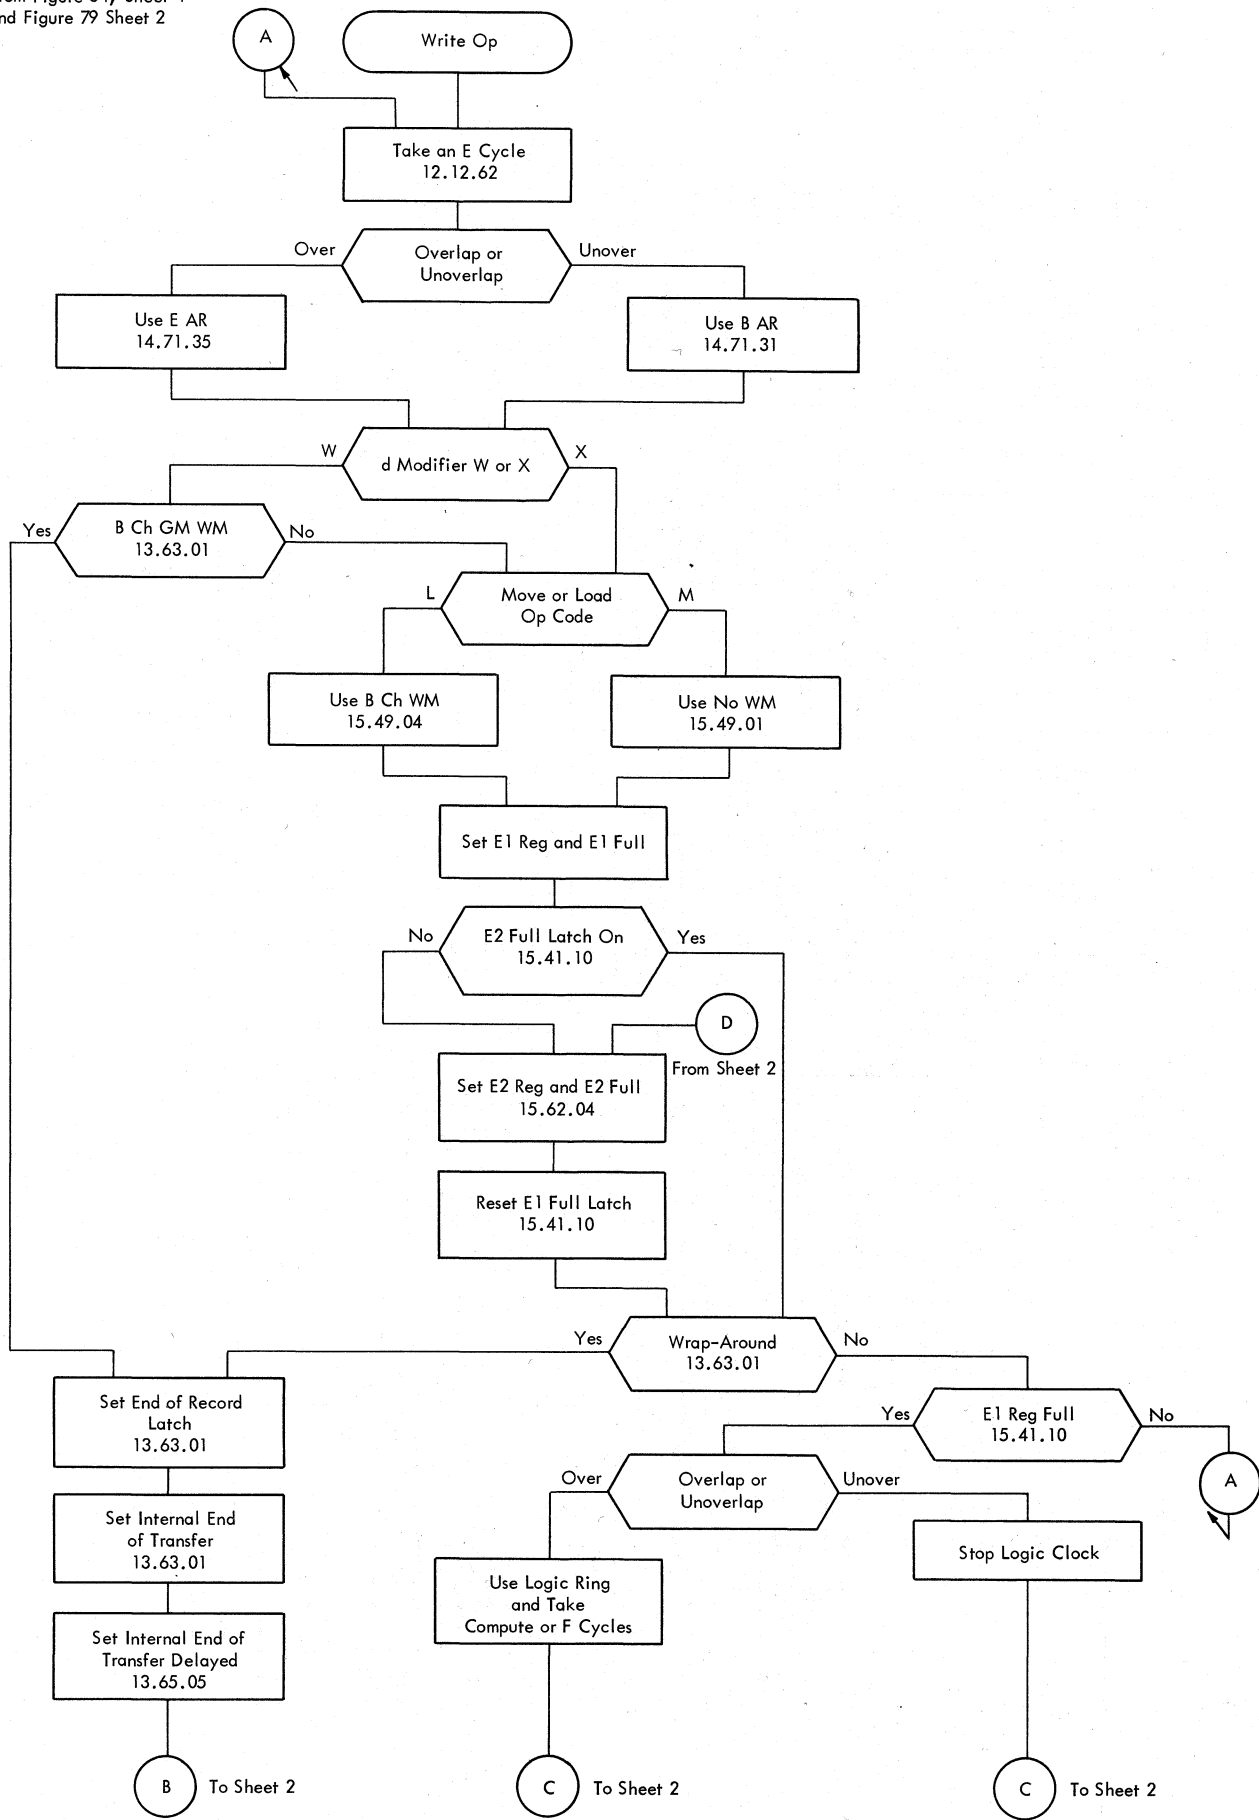 and Figure 79 Sheet 2
A
Write Op
Take an E Cycle
12.12.62
Over
Overlap or
Unoverlap
Unover
Use E AR
14.71.35
Use B AR
14.71.31
W
d Modifier W or X
X
Yes
B Ch GM WM
13.63.01
No
L
Move or Load
Op Code
M
Use B Ch WM
15.49.04
Use No WM
15.49.01
Set E1 Reg and E1 Full
No
E2 Full Latch On
15.41.10
Yes
D
From Sheet 2
Set E2 Reg and E2 Full
15.62.04
Reset E1 Full Latch
15.41.10
Yes
Wrap-Around
13.63.01
No
Set End of Record
Latch
13.63.01
Yes
E1 Reg Full
15.41.10
No
A
Over
Overlap or
Unoverlap
Unover
Set Internal End
of Transfer
13.63.01
Stop Logic Clock
Use Logic Ring
and Take
Compute or F Cycles
Set Internal End of
Transfer Delayed
13.65.05
B
To Sheet 2
C
To Sheet 2
C
To Sheet 2